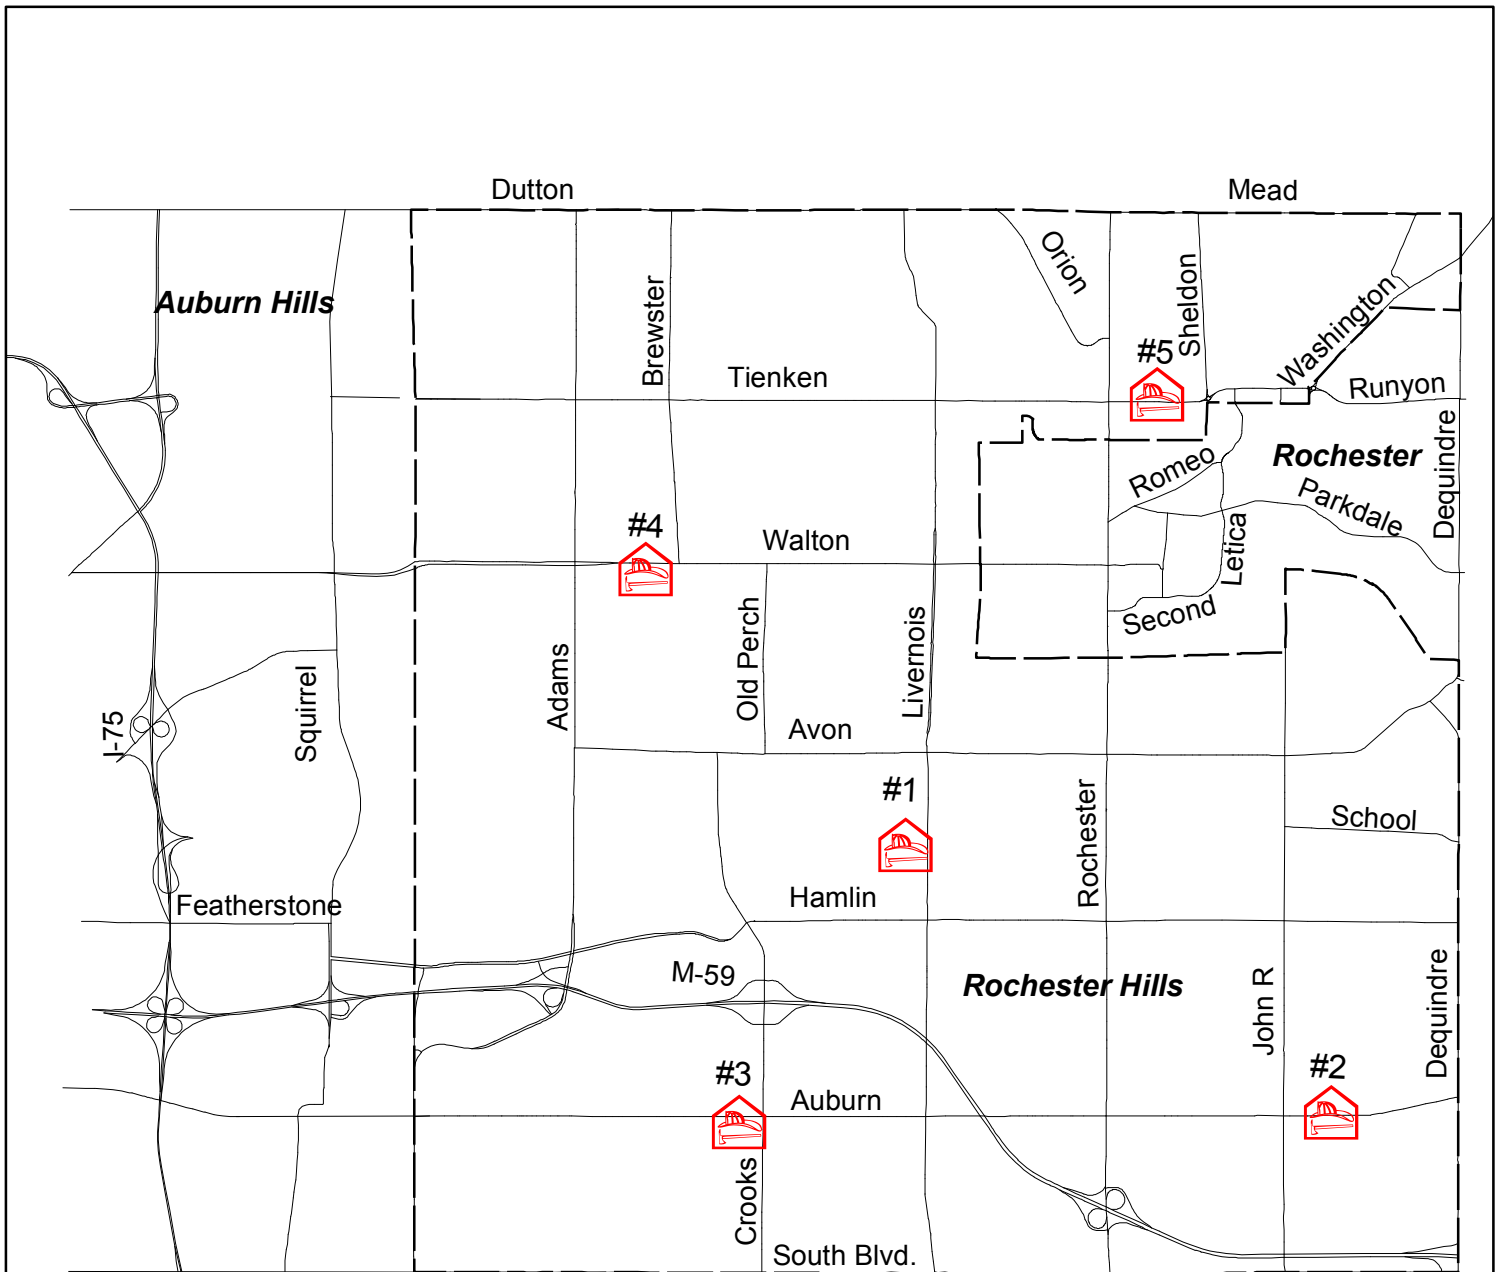 Dutton
Mead
Orion
Sheldon
Auburn Hills
Brewster
Washington
#5
Tienken
Runyon
Rochester
Dequindre
Romeo
Parkdale
#4
Walton
Letica
Second
Old Perch
Livernois
Adams
Squirrel
I-75
Avon
#1
Rochester
School
Hamlin
Featherstone
M-59
Rochester Hills
John R
Dequindre
#3
#2
Auburn
Crooks
South Blvd.